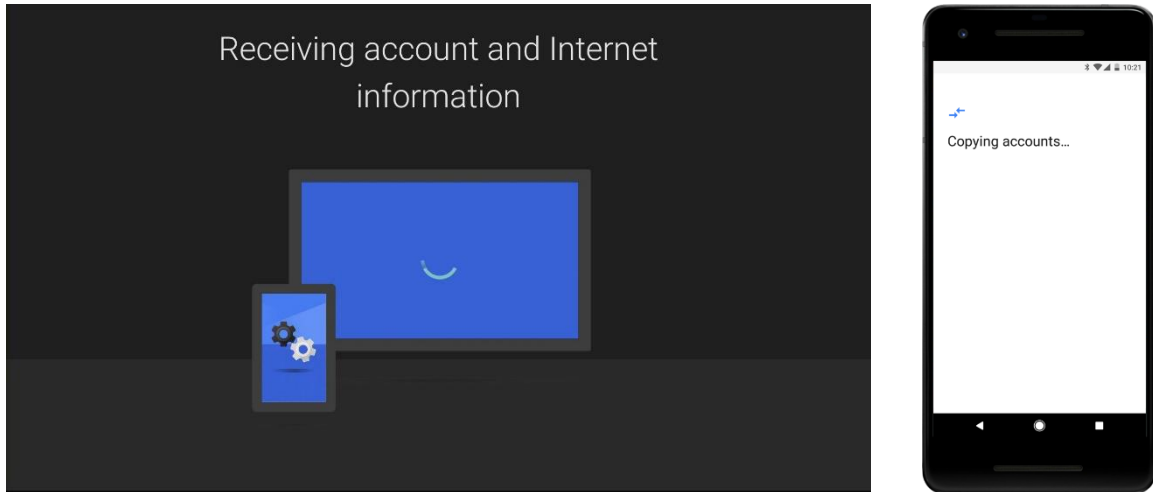 Receiving account and Internet
information
10:21
Copying accounts...